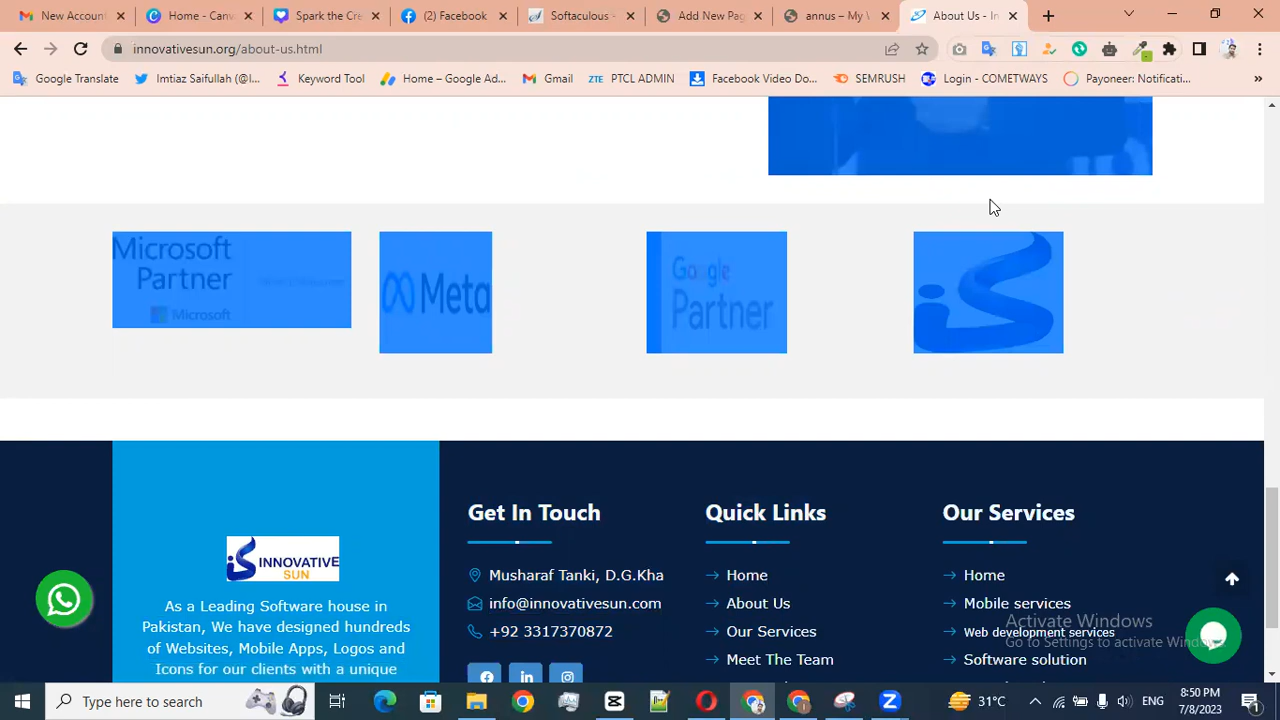 New Account
Home - Canv
Spark the Cre
(2) Facebook
Softaculous -
Add New Pag
annus – My W
About Us - In
innovativesun.org/about-us.html
Google Translate
Imtiaz Saifullah (@I...
Keyword Tool
Home – Google Ad...
Gmail
ZTE PTCL ADMIN
Facebook Video Do...
SEMRUSH
Login - COMETWAYS
Payoneer: Notificati...
Microsoft
Partner
Microsoft
Meta
Google
Partner
Get In Touch
Quick Links
Our Services
INNOVATIVE
SUN
Musharaf Tanki, D.G.Kha
Home
Home
As a Leading Software house in
Pakistan, We have designed hundreds
of Websites, Mobile Apps, Logos and
Icons for our clients with a unique
info@innovativesun.com
About Us
Mobile services
+92 3317370872
Our Services
Web development services
Meet The Team
Software solution
Activate Windows
Go to Settings to activate Windows.
Type here to search
31°C
ENG
8:50 PM
7/8/2023
1